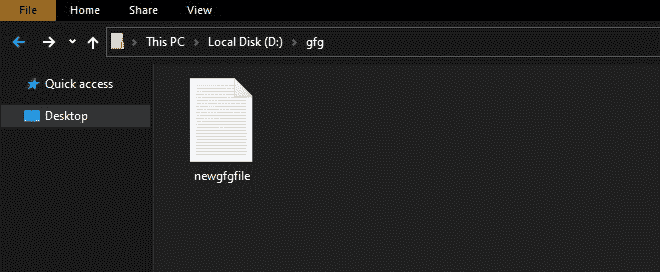 File Home Share View
This PC Local Disk (D:) gfg
Quick access
Desktop
newgfgfile